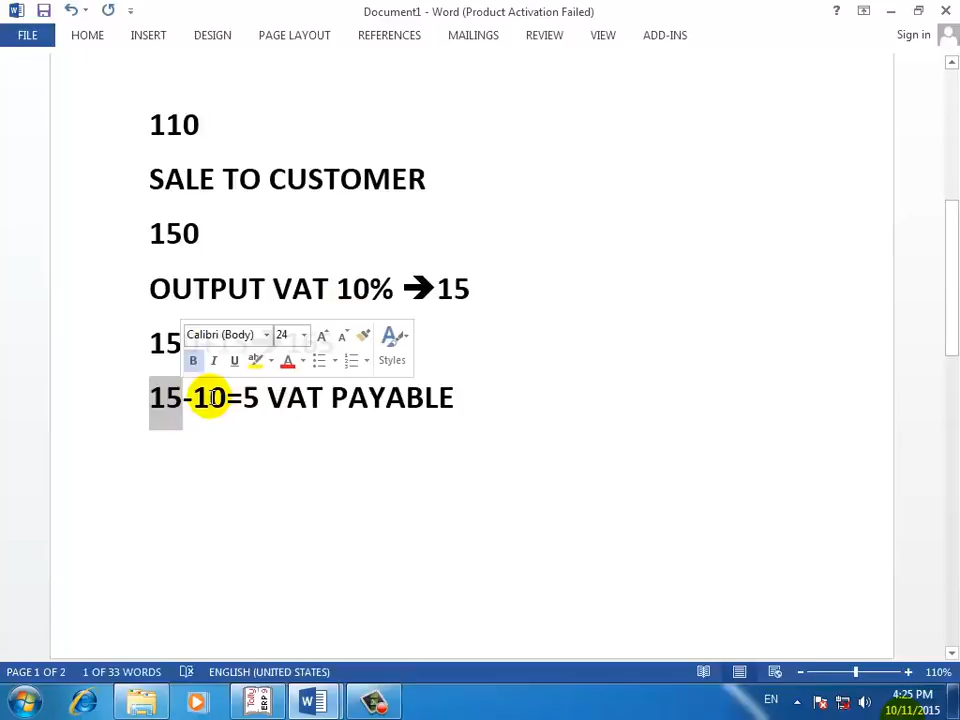 Document1 - Word (Product Activation Failed)
FILE HOME INSERT DESIGN PAGE LAYOUT REFERENCES MAILINGS REVIEW VIEW ADD-INS Sign in
110
SALE TO CUSTOMER
150
OUTPUT VAT 10% ➔15
15
Calibri (Body) 24
B I U Styles
15-10=5 VAT PAYABLE
PAGE 1 OF 2 1 OF 33 WORDS ENGLISH (UNITED STATES) 110%
EN 4:25 PM
10/11/2015